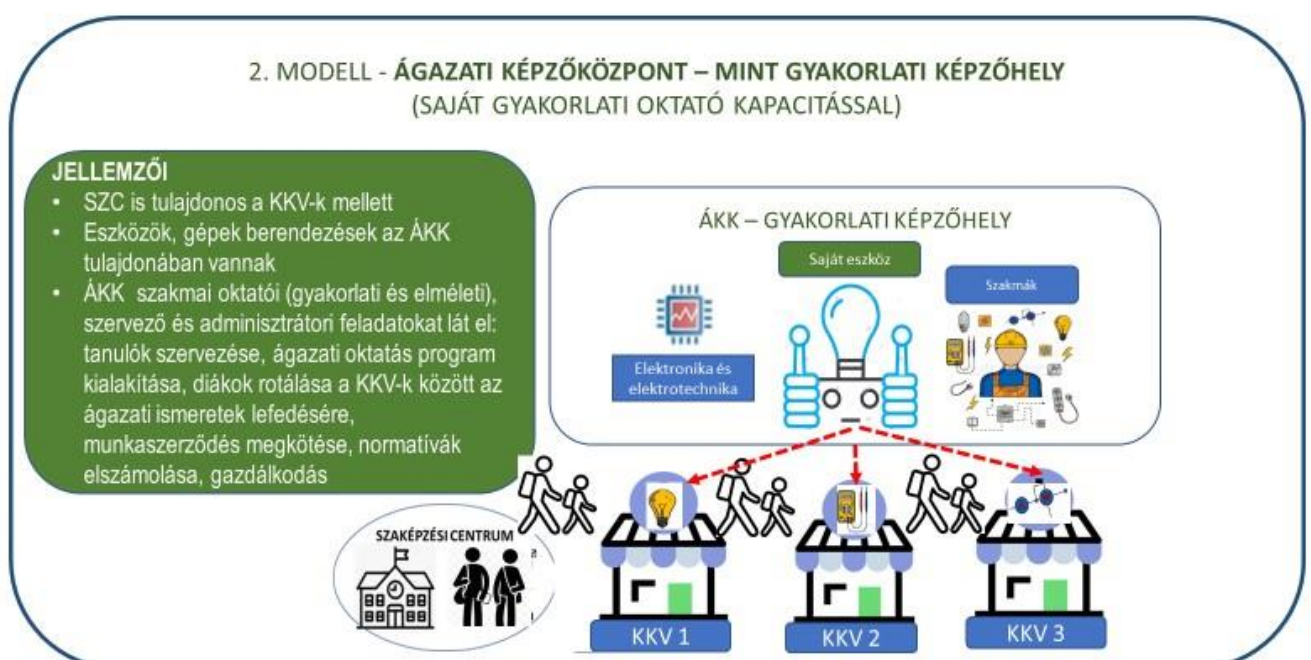 2. MODELL - ÁGAZATI KÉPZŐKÖZPONT – MINT GYAKORLATI KÉPZŐHELY
(SAJÁT GYAKORLATI OKTATÓ KAPACITÁSSAL)
JELLEMZŐI
• SZC is tulajdonos a KKV-k mellett
• Eszközök, gépek berendezések az ÁKK
tulajdonában vannak
• ÁKK szakmai oktatói (gyakorlati és elméleti),
szervező és adminisztrátori feladatokat lát el:
tanulók szervezése, ágazati oktatás program
kialakítása, diákok rotálása a KKV-k között az
ágazati ismeretek lefedésére,
munkaszerződés megkötése, normatívák
elszámolása, gazdálkodás
ÁKK – GYAKORLATI KÉPZŐHELY
Saját eszköz
Szakmák
Elektronika és
elektrotechnika
SZAKÉPZÉSI CENTRUM
KKV 1
KKV 2
KKV 3